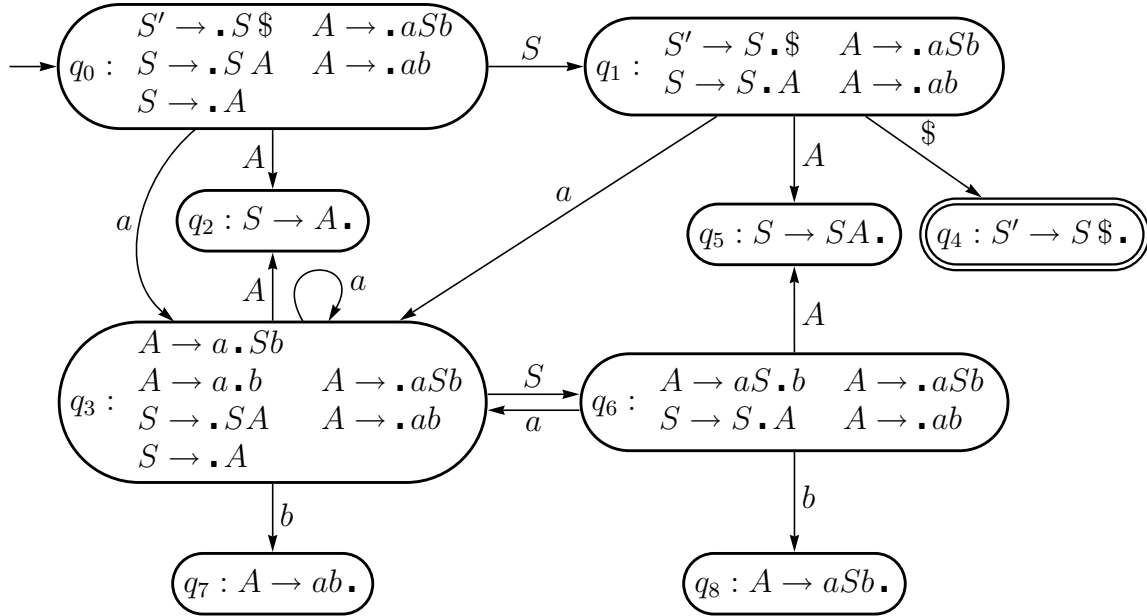 q₀ : S′ → .S$ A → .aSb
S → .SA A → .ab
S → .A
S
q₁ : S′ → S.$ A → .aSb
S → S.A A → .ab
a
A
a
A
$
q₂ : S → A.
q₅ : S → SA.
q₄ : S′ → S$.
A
a
A
q₃ : A → a.Sb
A → a.b A → .aSb
S → .SA A → .ab
S → .A
S
a
q₆ : A → aS.b A → .aSb
S → S.A A → .ab
b
b
q₇ : A → ab.
q₈ : A → aSb.